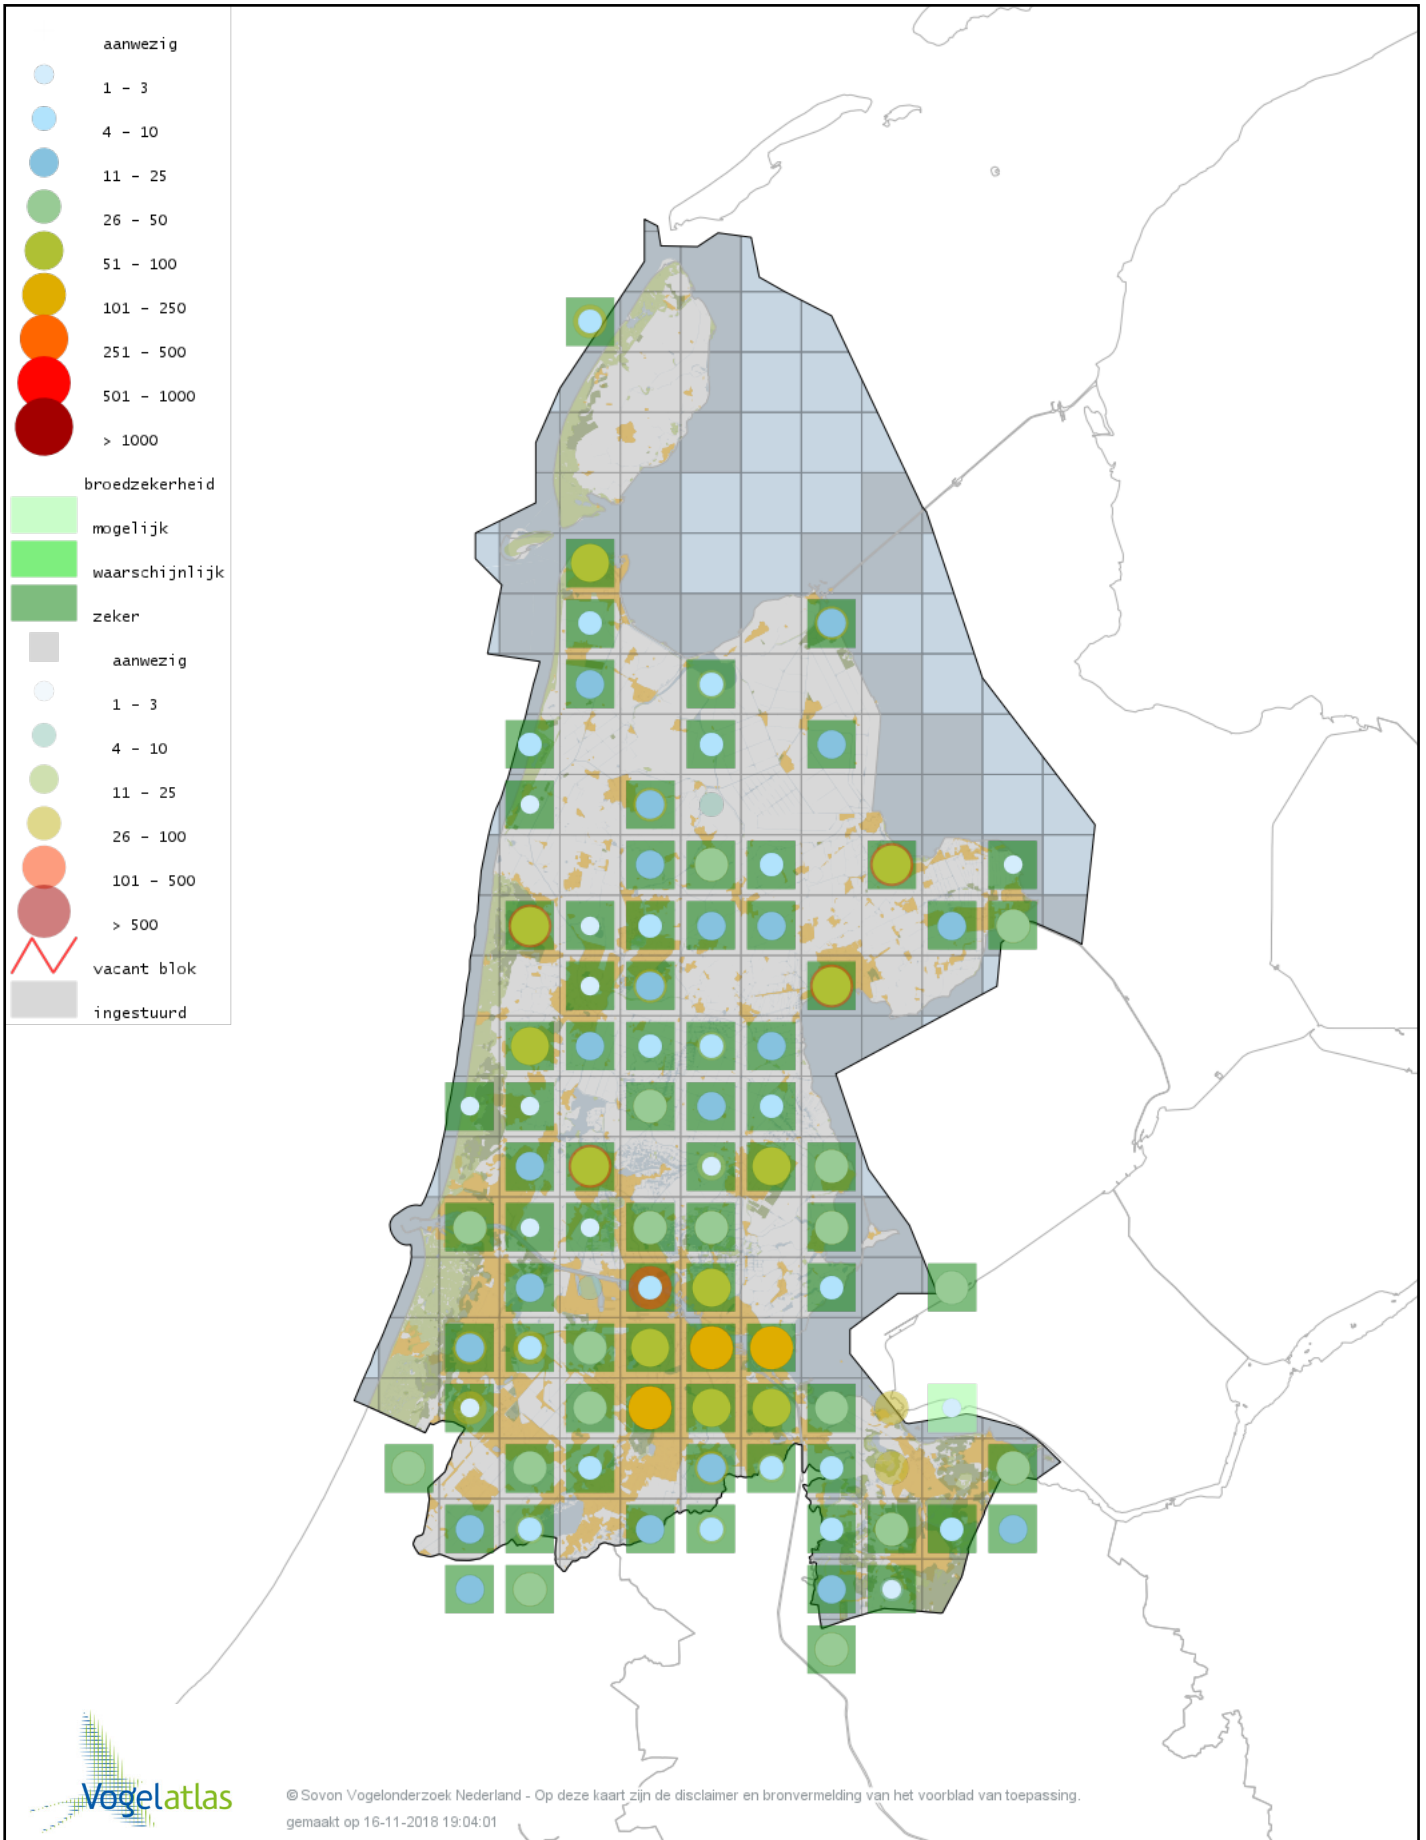 aanwezig
1 - 3
4 - 10
11 - 25
26 - 50
51 - 100
101 - 250
251 - 500
501 - 1000
> 1000
broedzekerheid
mogelijk
waarschijnlijk
zeker
aanwezig
1 - 3
4 - 10
11 - 25
26 - 100
101 - 500
> 500
vacant blok
ingestuurd
Vogelatlas
© Sovon Vogelonderzoek Nederland - Op deze kaart zijn de disclaimer en bronvermelding van het voorblad van toepassing.
gemaakt op 16-11-2018 19:04:01